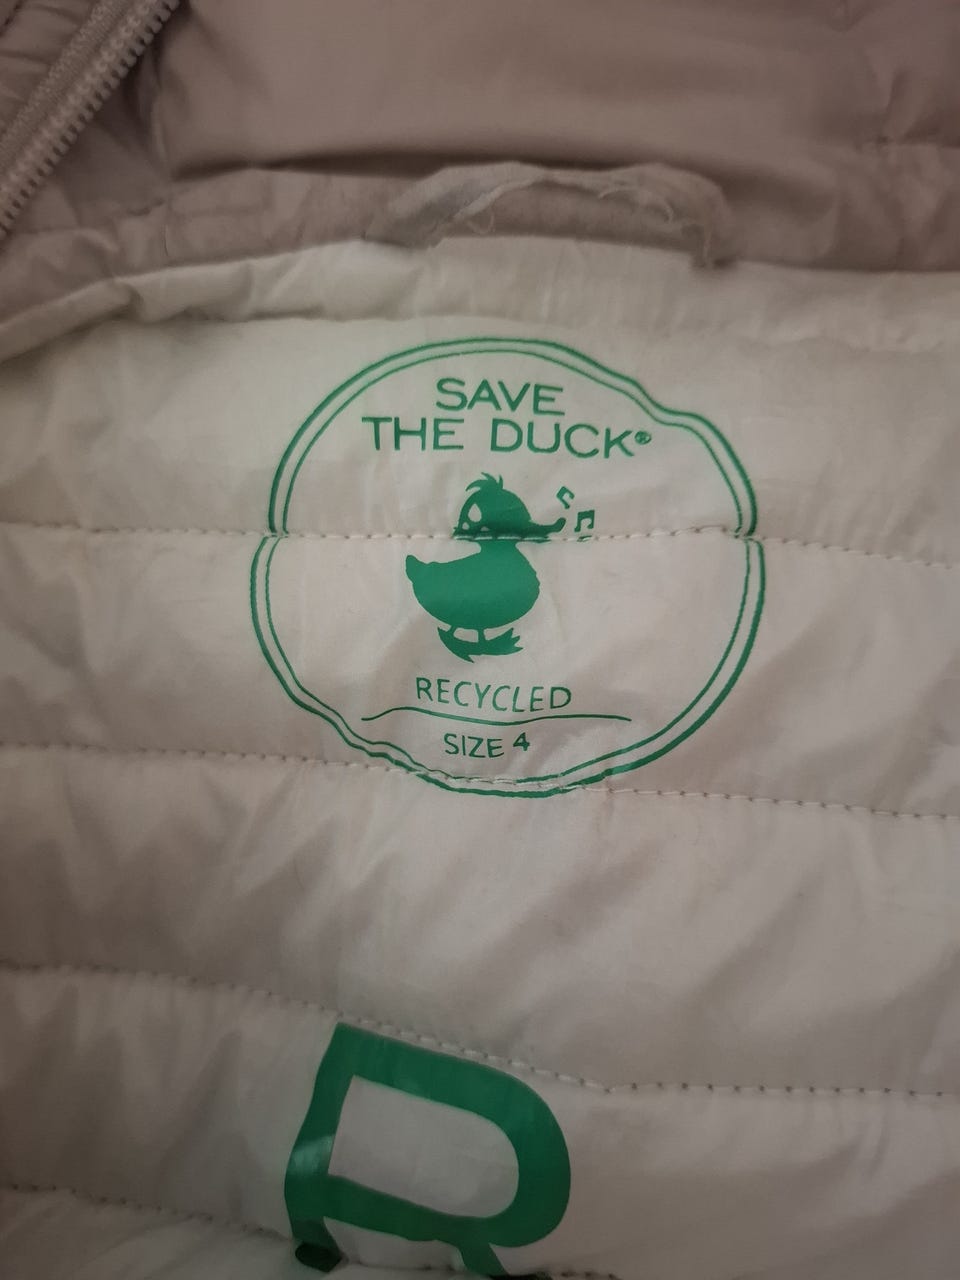 SAVE
THE DUCK®
RECYCLED
SIZE 4
R